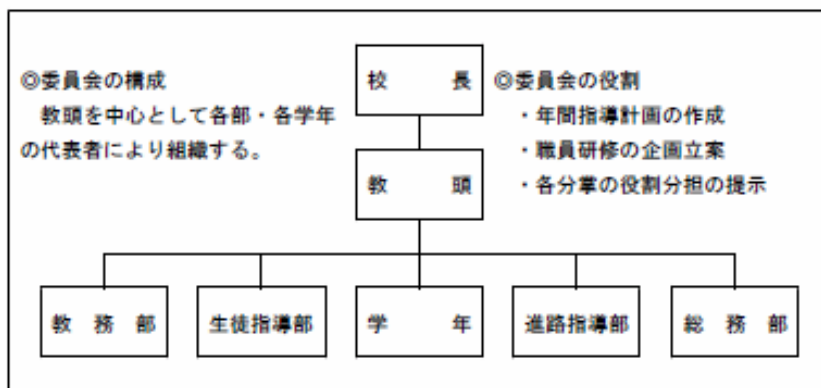 校長
◎委員会の構成
教頭を中心として各部・各学年
の代表者により組織する。
◎委員会の役割
・年間指導計画の作成
・職員研修の企画立案
・各分掌の役割分担の提示
教頭
教務部
生徒指導部
学年
進路指導部
総務部